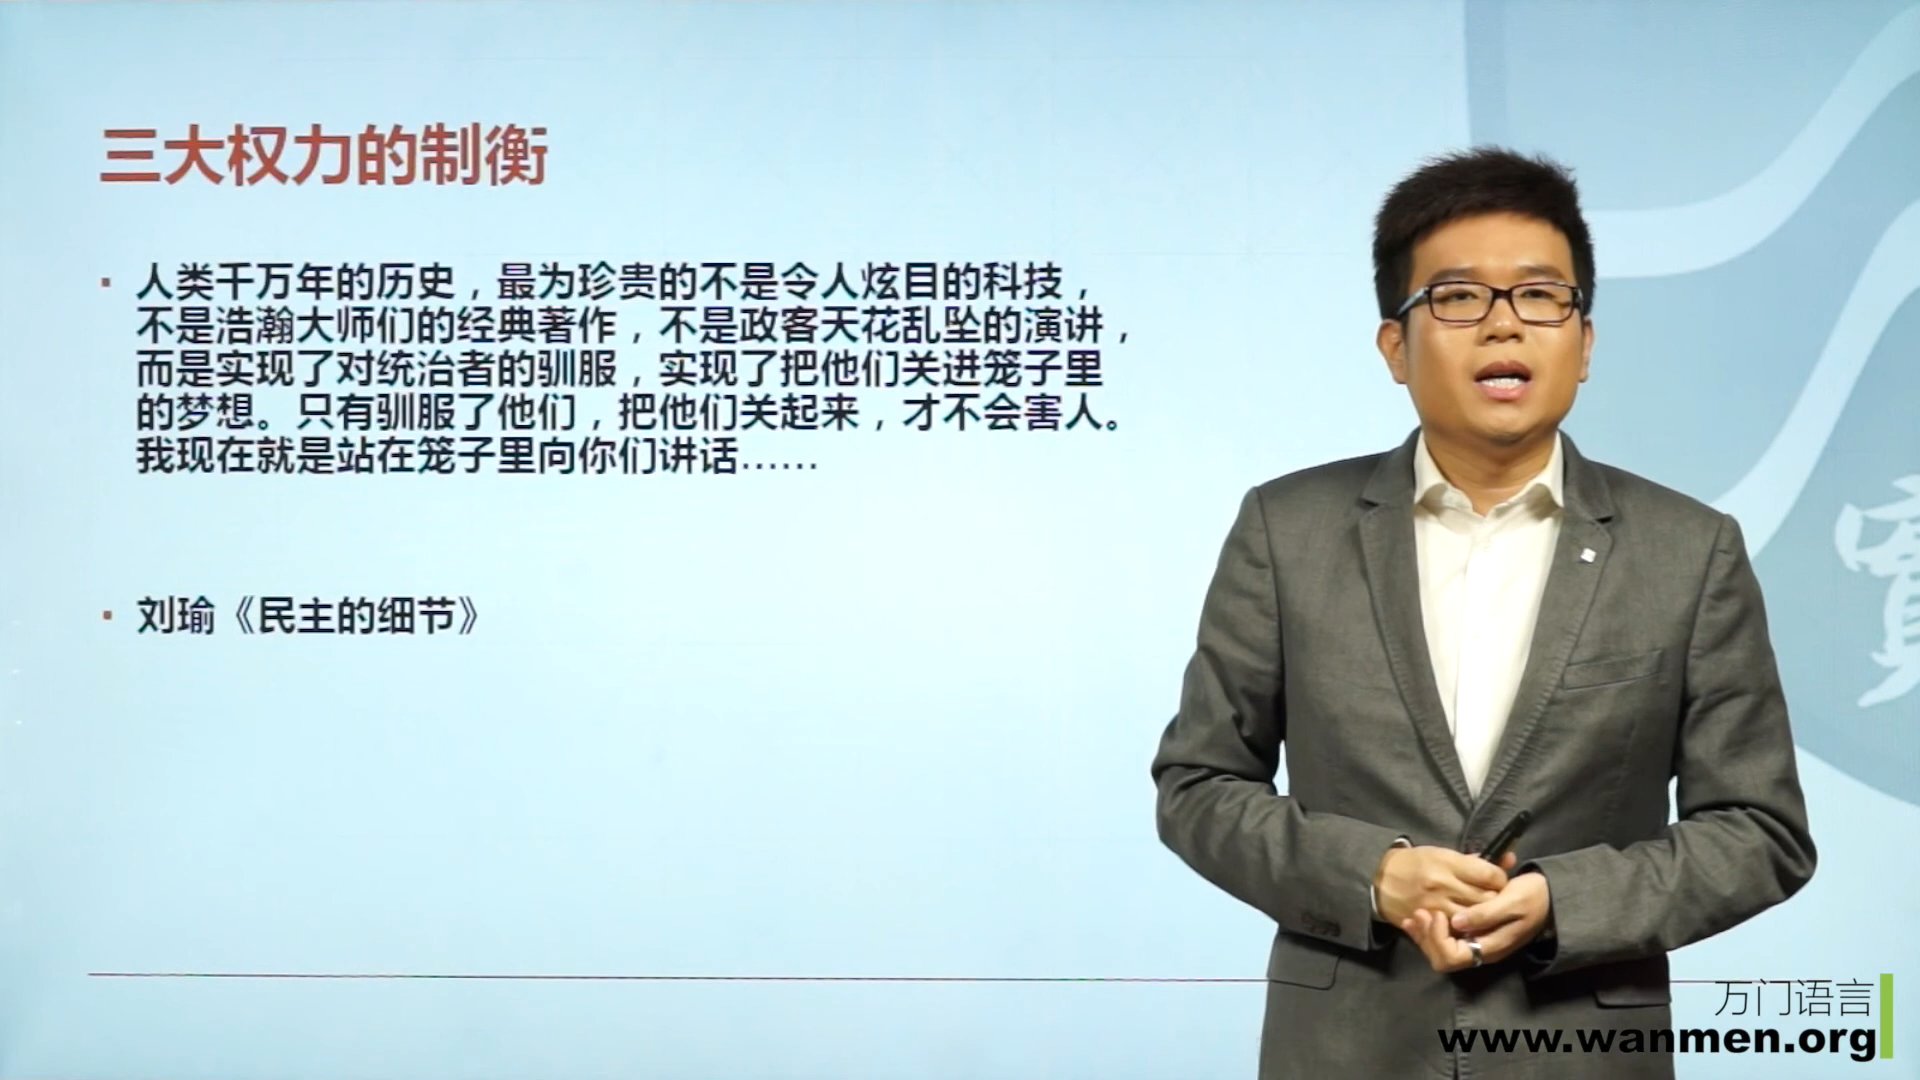 三大权力的制衡
▪ 人类千万年的历史，最为珍贵的不是令人炫目的科技，
不是浩瀚大师们的经典著作，不是政客天花乱坠的演讲，
而是实现了对统治者的驯服，实现了把他们关进笼子里
的梦想。只有驯服了他们，把他们关起来，才不会害人。
我现在就是站在笼子里向你们讲话……
▪ 刘瑜《民主的细节》
寳
万门语言
www.wanmen.org